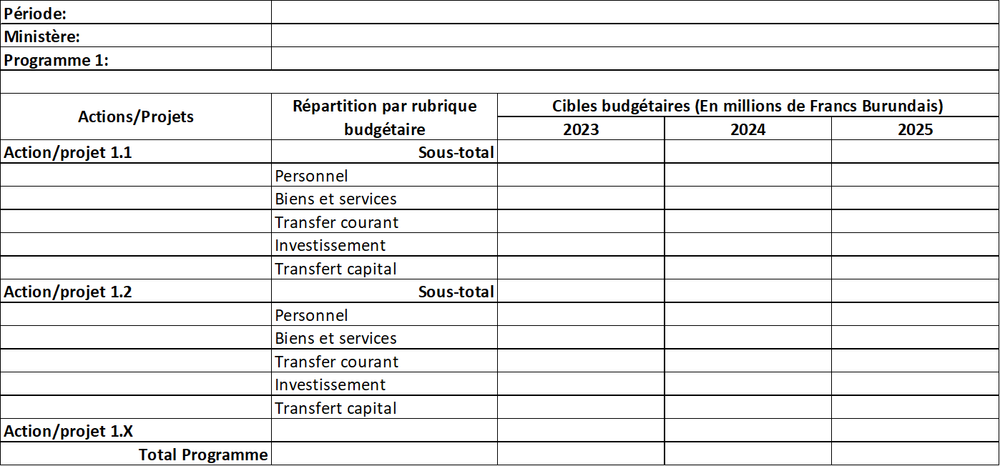 Période:
Ministère:
Programme 1:
Actions/Projets
Répartition par rubrique
budgétaire
Cibles budgétaires (En millions de Francs Burundais)
2023 2024 2025
Action/projet 1.1 Sous-total
Personnel
Biens et services
Transfer courant
Investissement
Transfert capital
Action/projet 1.2 Sous-total
Personnel
Biens et services
Transfer courant
Investissement
Transfert capital
Action/projet 1.X
Total Programme